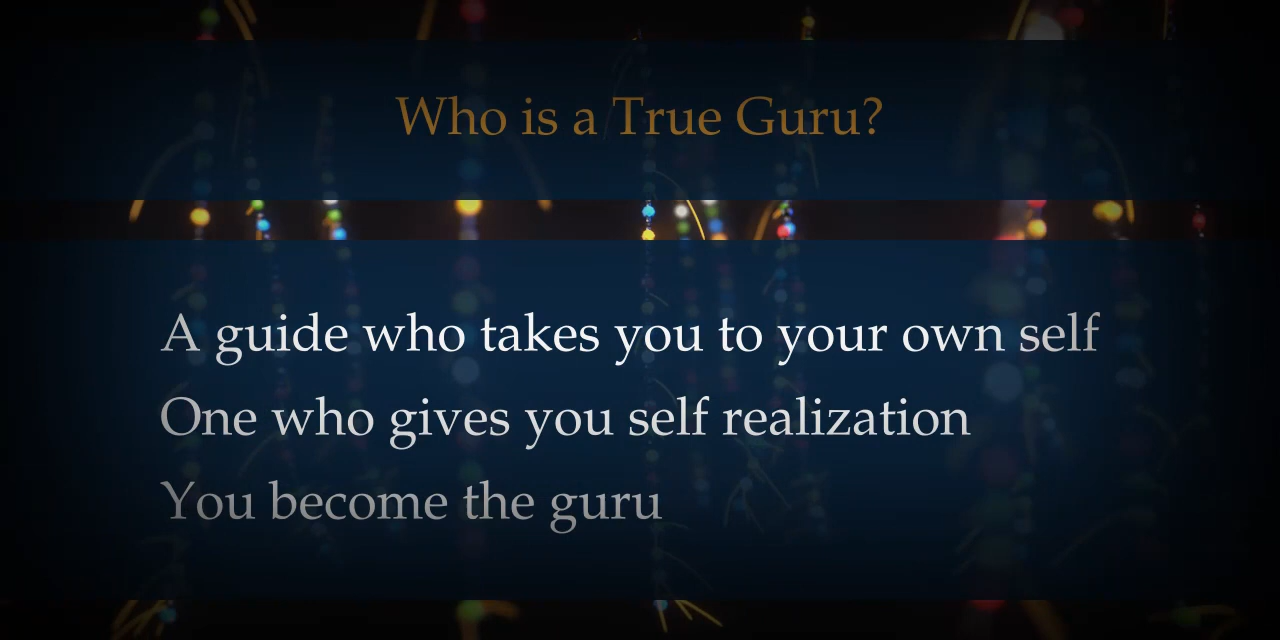 Who is a True Guru?
A guide who takes you to your own self
One who gives you self realization
You become the guru